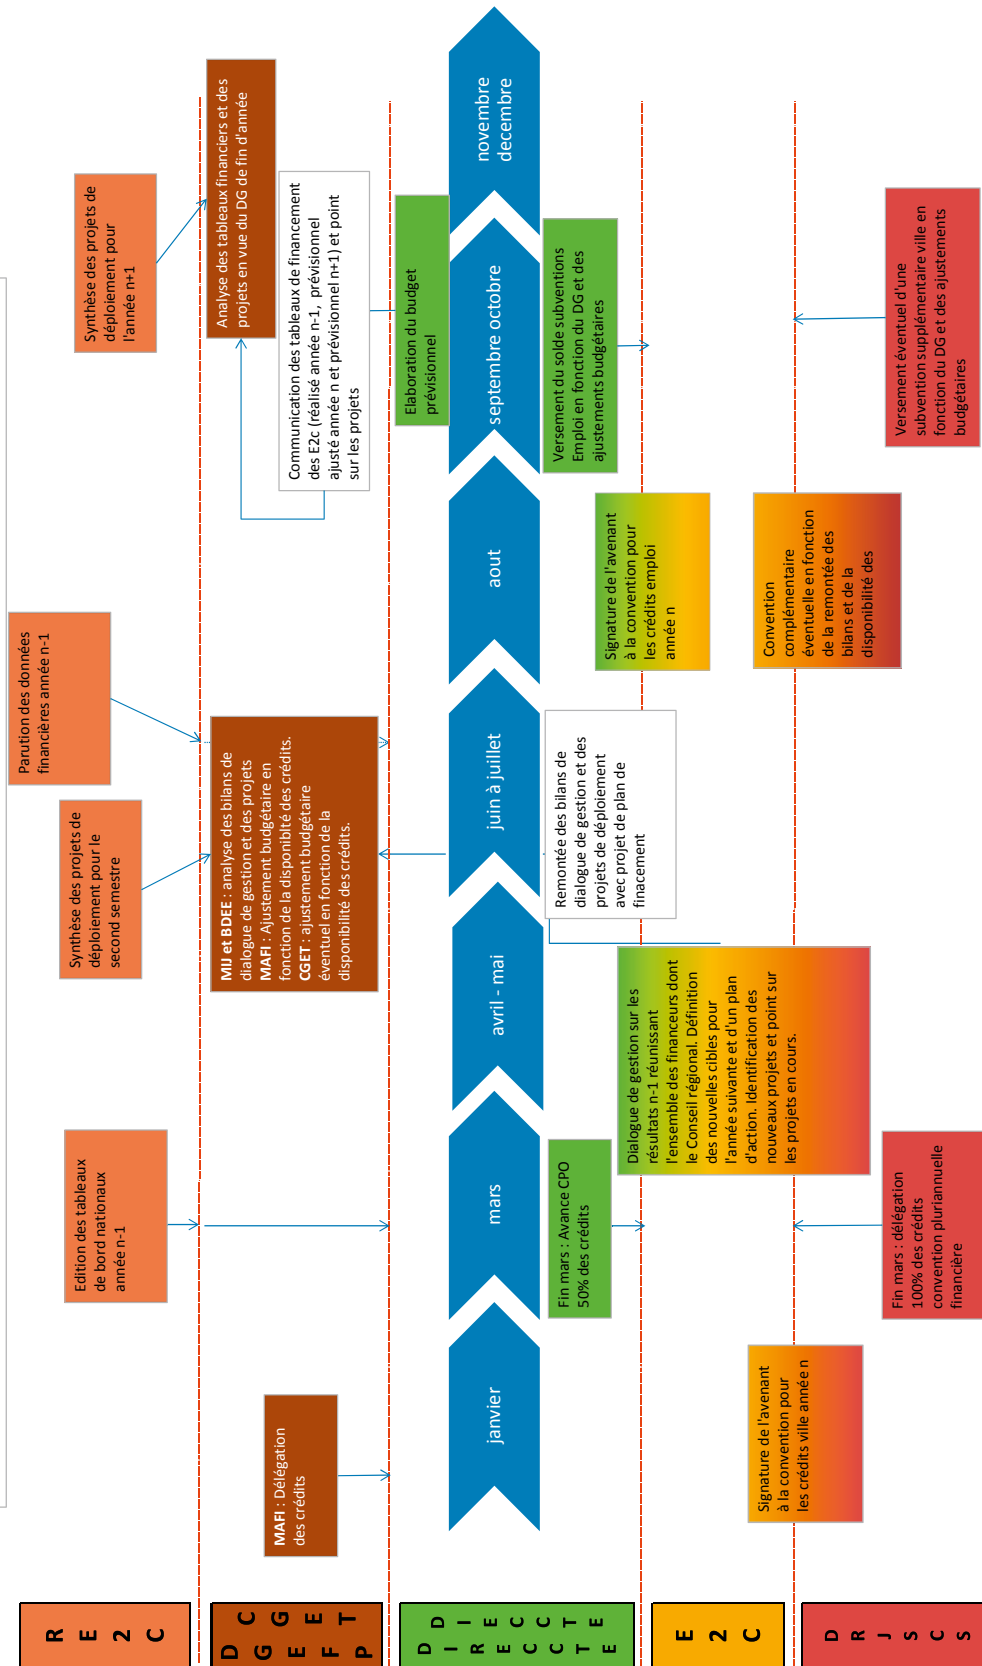 R
E
2
C
D C
G G
E E
F T
P
D
I
R
E
C
C
T
E
E
2
C
D
R
J
S
C
S
Edition des tableaux
de bord nationaux
année n-1
Synthèse des projets de
déploiement pour le
second semestre
Parution des données
financières année n-1
Synthèse des projets de
déploiement pour
l'année n+1
MAFI : Délégation
des crédits
MIJ et BDEE : analyse des bilans de
dialogue de gestion et des projets
MAFI : Ajustement budgétaire en
fonction de la disponiblté des crédits.
CGET : ajustement budgétaire
éventuel en fonction de la
disponibilité des crédits.
Analyse des tableaux financiers et des
projets en vue du DG de fin d'année
Communication des tableaux de financement
des E2c (réalisé année n-1, prévisionnel
ajusté année n et prévisionnel n+1) et point
sur les projets
Elaboration du budget
prévisionnel
janvier
mars
avril - mai
juin à juillet
aout
septembre octobre
novembre
decembre
Fin mars : Avance CPO
50% des crédits
Remontée des bilans de
dialogue de gestion et des
projets de déploiement
avec projet de plan de
finacement
Versement du solde subventions
Emploi en fonction du DG et des
ajustements budgétaires
Dialogue de gestion sur les
résultats n-1 réunissant
l'ensemble des financeurs dont
le Conseil régional. Définition
des nouvelles cibles pour
l'année suivante et d'un plan
d'action. Identification des
nouveaux projets et point sur
les projets en cours.
Signature de l'avenant
à la convention pour
les crédits emploi
année n
Signature de l'avenant
à la convention pour
les crédits ville année n
Convention
complémentaire
éventuelle en fonction
de la remontée des
bilans et de la
disponibilité des
Fin mars : délégation
100% des crédits
convention pluriannuelle
financière
Versement éventuel d'une
subvention supplémentaire ville en
fonction du DG et des ajustements
budgétaires